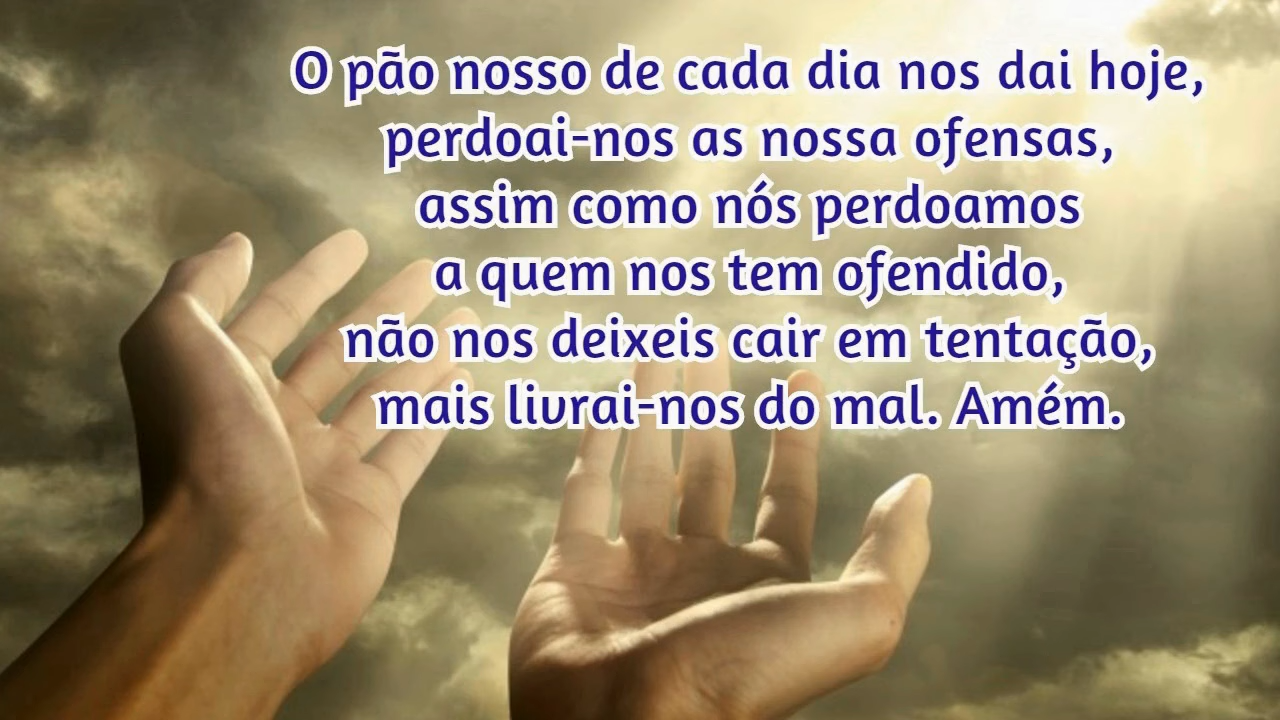 O pão nosso de cada dia nos dai hoje,
perdoai-nos as nossa ofensas,
assim como nós perdoamos
a quem nos tem ofendido,
não nos deixeis cair em tentação,
mais livrai-nos do mal. Amém.